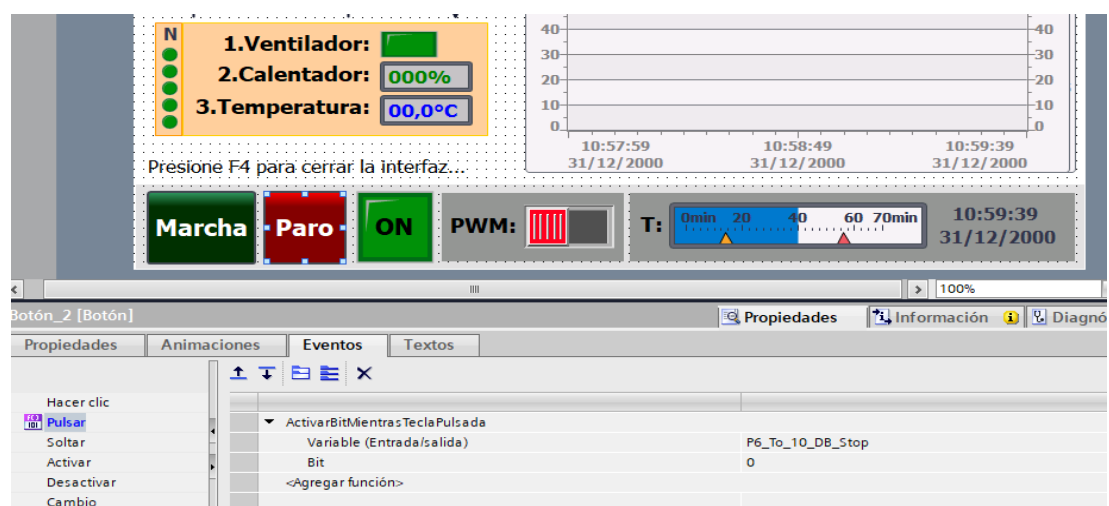 N
1.Ventilador:
2.Calentador: 000%
3.Temperatura: 00,0°C
Presione F4 para cerrar la interfaz...
40 40
30 30
20 20
10 10
0 0
10:57:59 10:58:49 10:59:39
31/12/2000 31/12/2000 31/12/2000
Marcha Paro ON PWM: T: 0min 20 40 60 70min 10:59:39
31/12/2000
100%
Botón_2 [Botón] Propiedades Información Diagnó
Propiedades Animaciones Eventos Textos
Hacer clic
Pulsar ActivarBitMientrasTeclaPulsada
Soltar Variable (Entrada/salida) P6_To_10_DB_Stop
Activar Bit 0
Desactivar <Agregar función>
Cambio